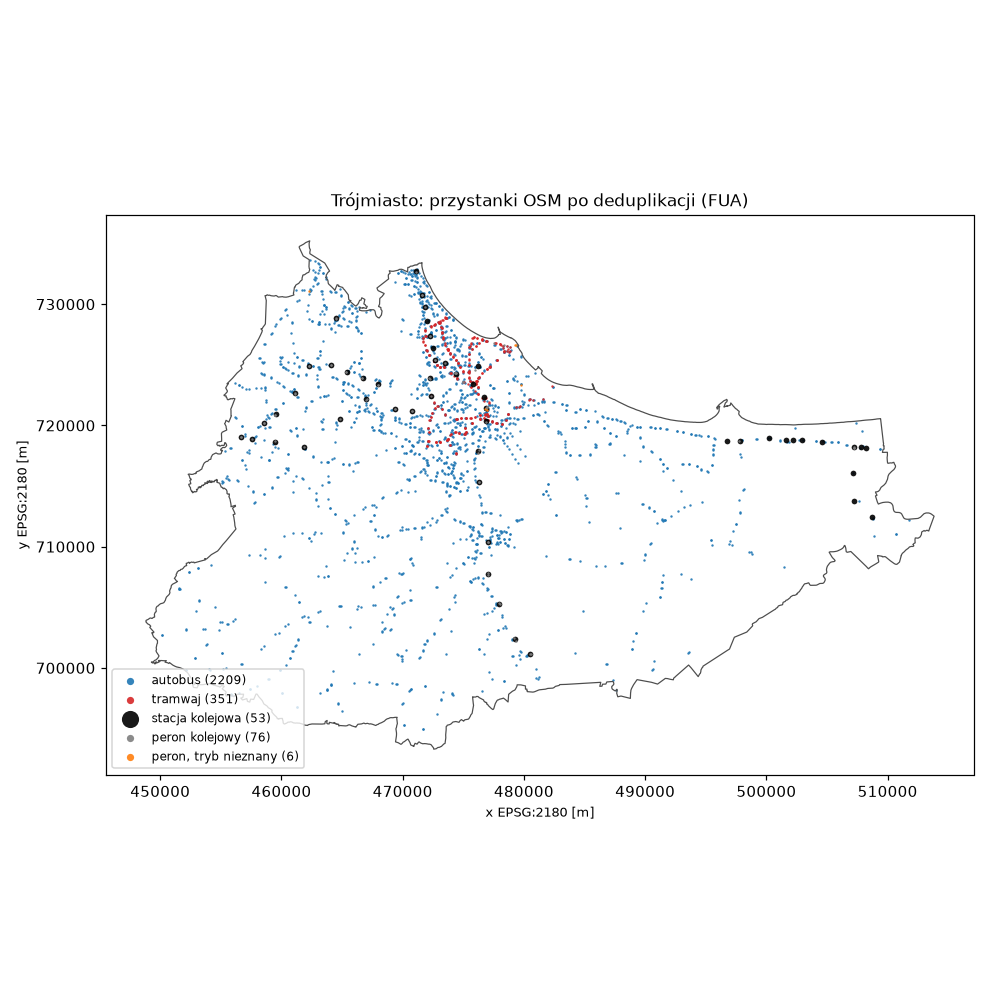 Trójmiasto: przystanki OSM po deduplikacji (FUA)
y EPSG:2180 [m]
730000
720000
710000
700000
autobus (2209)
tramwaj (351)
stacja kolejowa (53)
peron kolejowy (76)
peron, tryb nieznany (6)
450000 460000 470000 480000 490000 500000 510000
x EPSG:2180 [m]